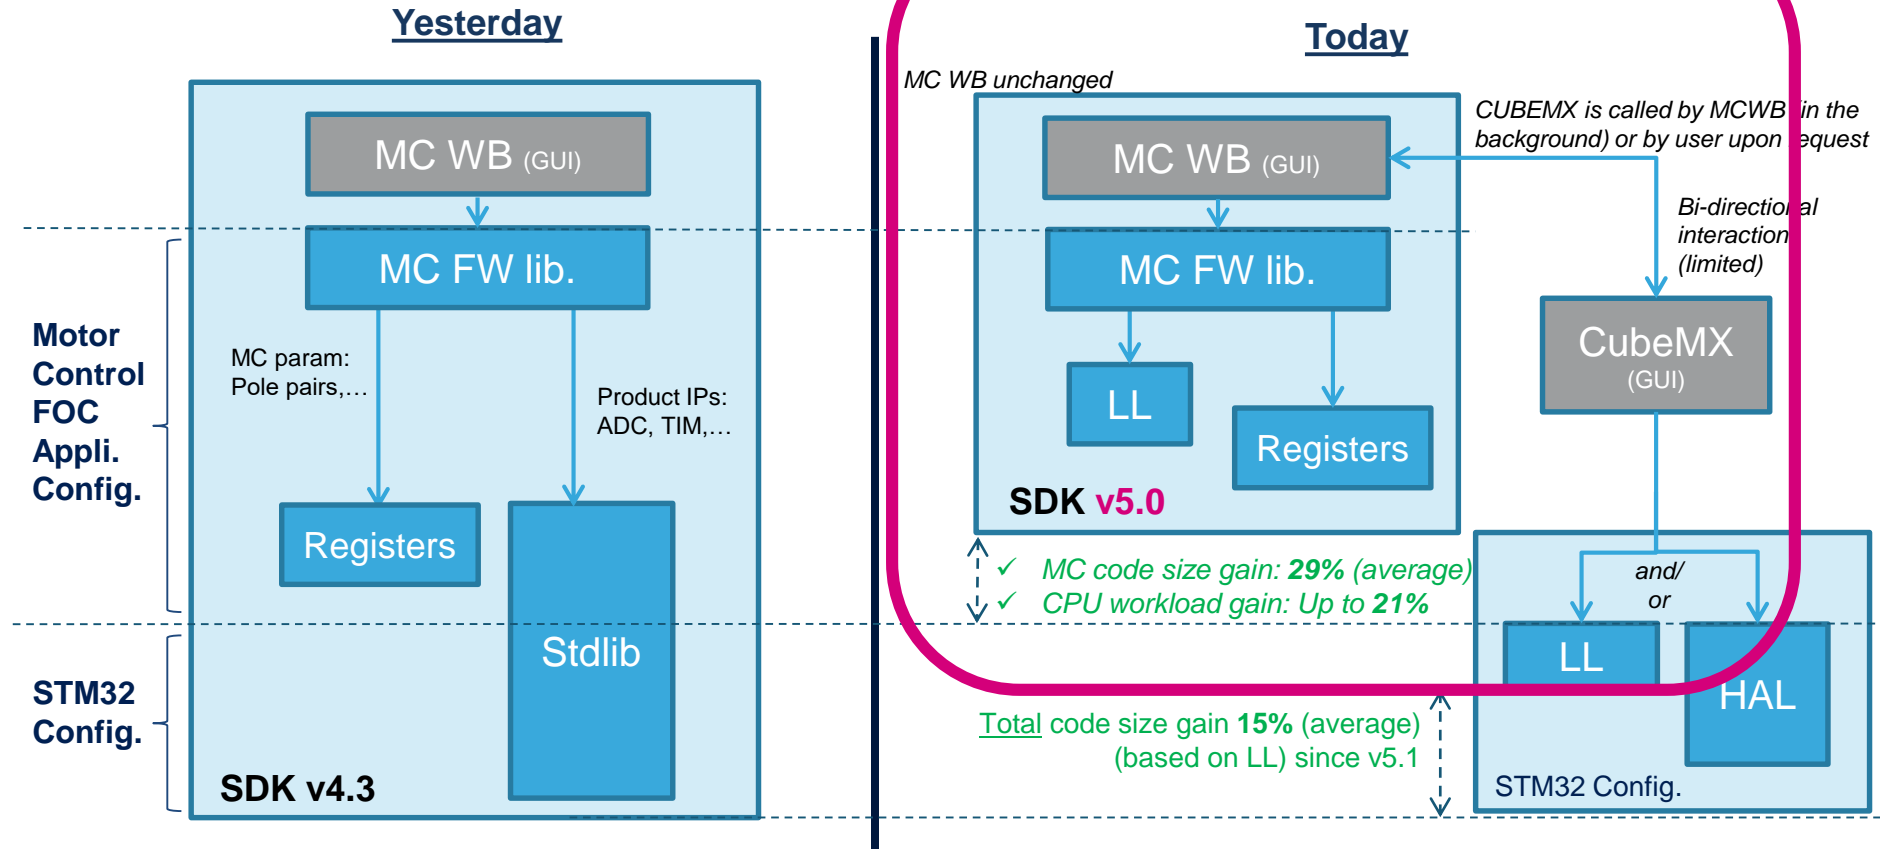 Yesterday
MC WB (GUI)
MC FW lib.
MC param:
Pole pairs,…
Product IPs:
ADC, TIM,…
Registers
Stdlib
SDK v4.3
Motor
Control
FOC
Appli.
Config.
STM32
Config.
Today
MC WB unchanged
MC WB (GUI)
MC FW lib.
LL
Registers
SDK v5.0
CUBEMX is called by MCWB (in the
background) or by user upon request
Bi-directional
interaction
(limited)
CubeMX
(GUI)
✓ MC code size gain: 29% (average)
✓ CPU workload gain: Up to 21%
and/
or
LL
HAL
STM32 Config.
Total code size gain 15% (average)
(based on LL) since v5.1